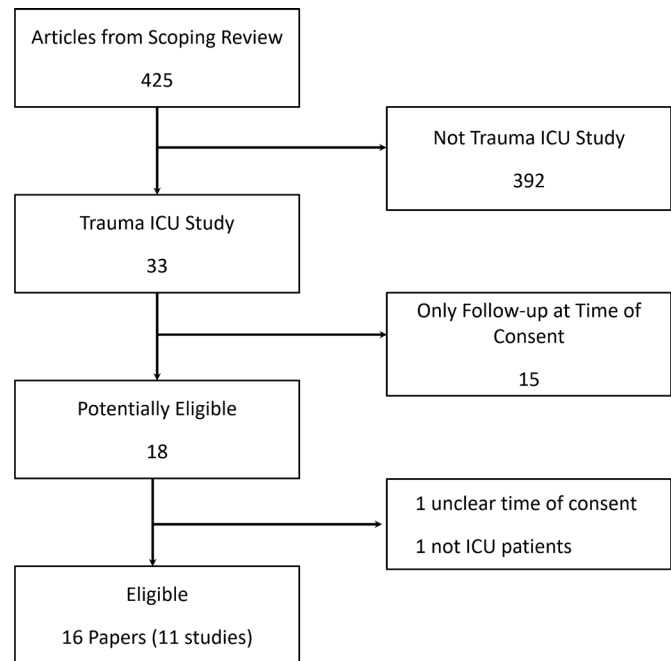 Articles from Scoping Review
425
Not Trauma ICU Study
392
Trauma ICU Study
33
Only Follow-up at Time of
Consent
15
Potentially Eligible
18
1 unclear time of consent
1 not ICU patients
Eligible
16 Papers (11 studies)